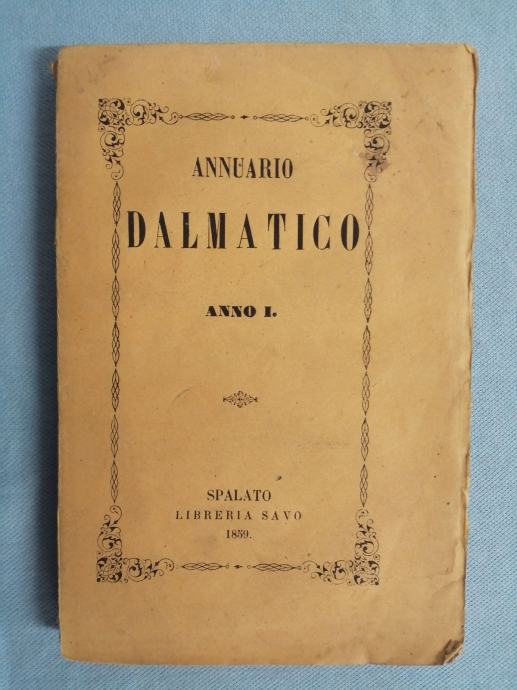 ANNUARIO
DALMATICO
ANNO I.
SPALATO
LIBRERIA SAVO
1859.